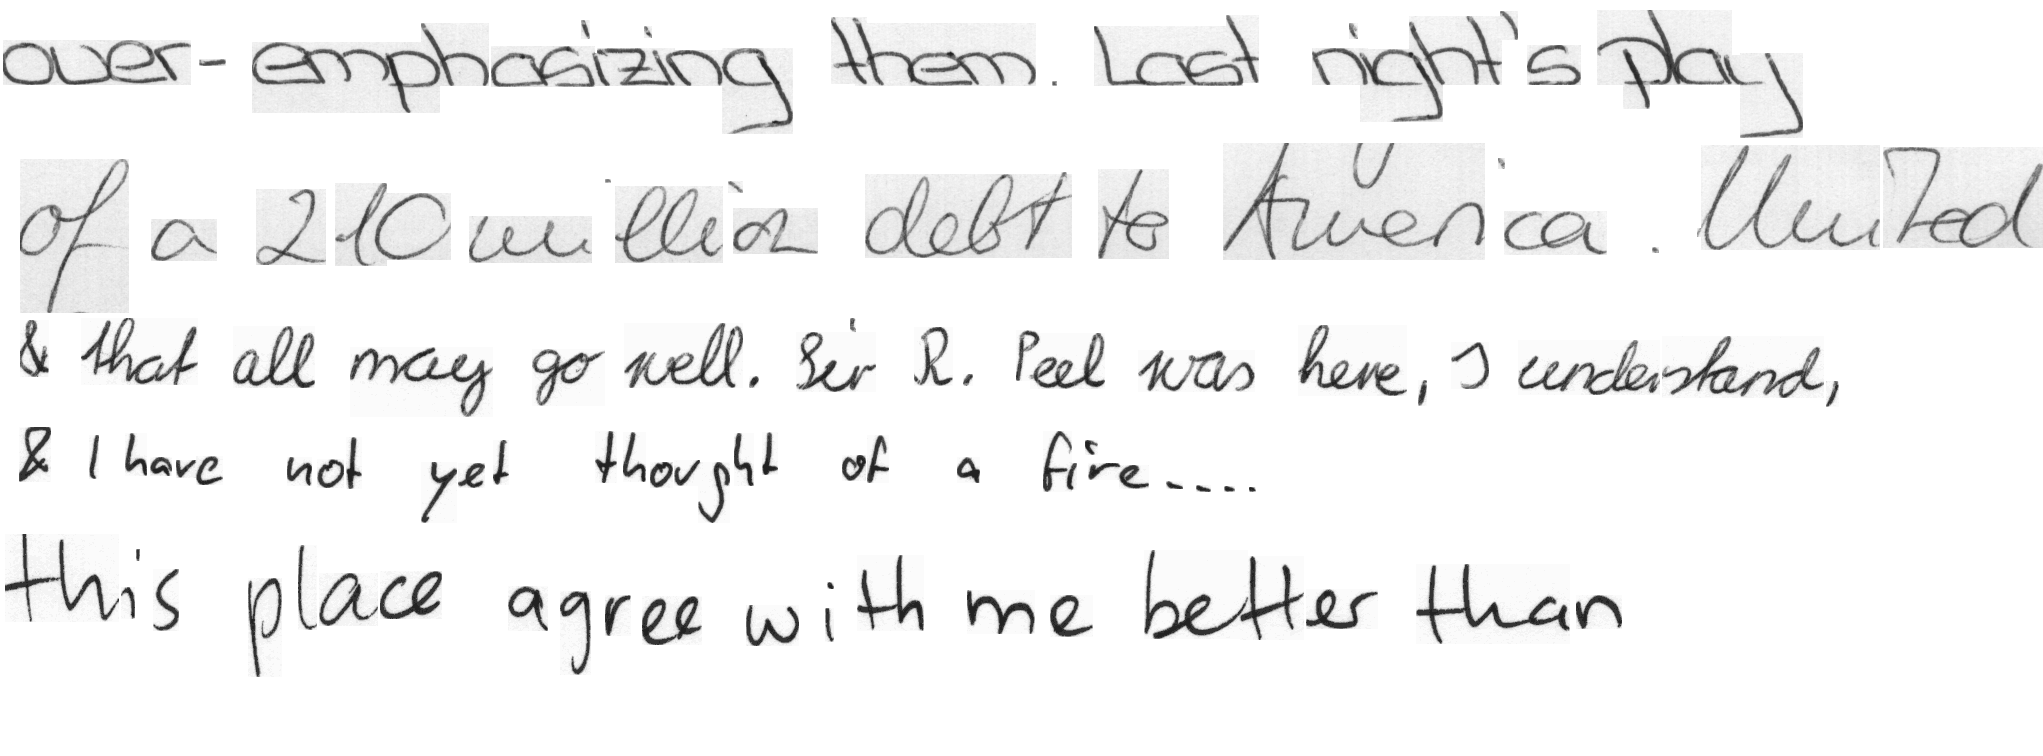 over- emphasizing them. Last night's play
of a 210 million debt to America. United
& that all may go well. Sir R. Peel was here, I understand,
& I have not yet thought of a fire....
this place agree with me better than